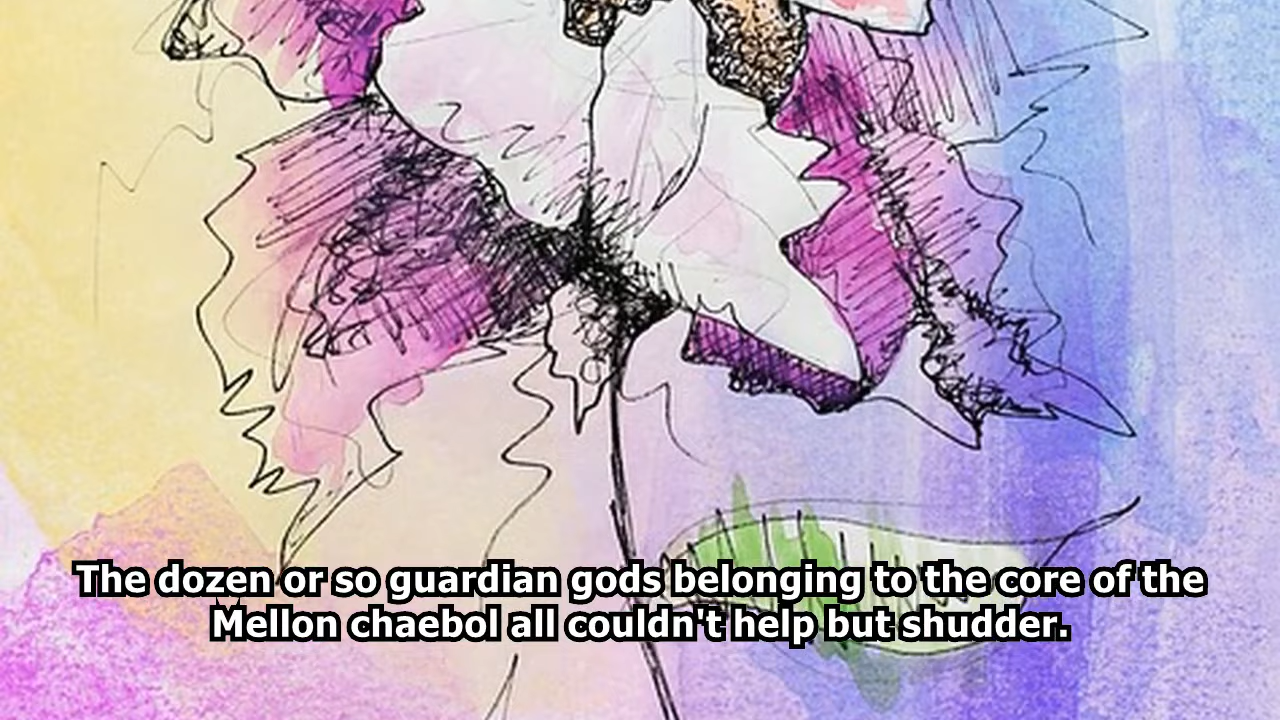 The dozen or so guardian gods belonging to the core of the
Mellon chaebol all couldn't help but shudder.